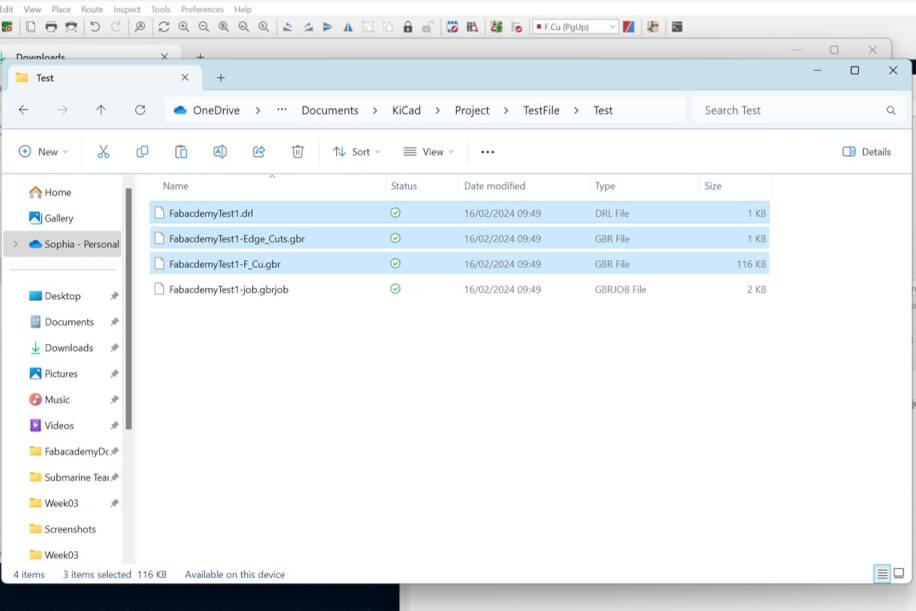 Edit View Place Route Inspect Tools Preferences Help
F.Cu (PgUp)
Downloads
Test
OneDrive > ... Documents > KiCad > Project > TestFile > Test
Search Test
New Sort View ... Details
Name Status Date modified Type Size
FabacdemyTest1.drl 16/02/2024 09:49 DRL File 1 KB
FabacdemyTest1-Edge_Cuts.gbr 16/02/2024 09:49 GBR File 1 KB
FabacdemyTest1-F_Cu.gbr 16/02/2024 09:49 GBR File 116 KB
FabacdemyTest1-job.gbrjob 16/02/2024 09:49 GBRJOB File 2 KB
Home
Gallery
Sophia - Personal
Desktop
Documents
Downloads
Pictures
Music
Videos
FabacademyDo
Submarine Tear
Week03
Screenshots
Week03
4 items 3 items selected 116 KB Available on this device